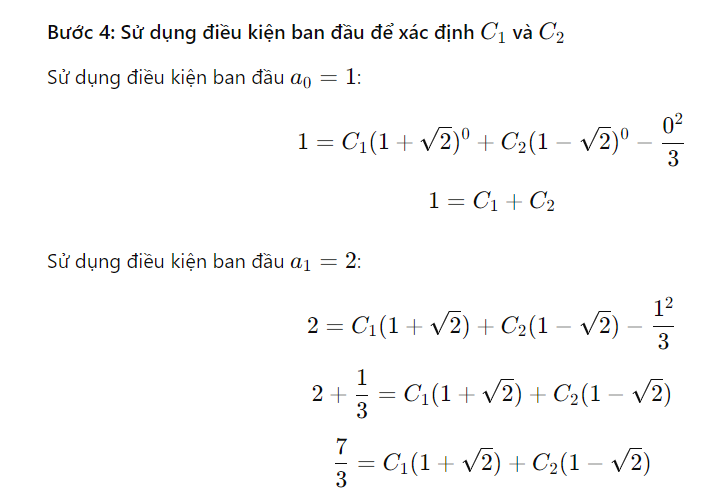 Bước 4: Sử dụng điều kiện ban đầu để xác định $C_1$ và $C_2$
Sử dụng điều kiện ban đầu $a_0 = 1$:
$1 = C_1(1 + \sqrt{2})^0 + C_2(1 - \sqrt{2})^0 - \frac{0^2}{3}$
$1 = C_1 + C_2$
Sử dụng điều kiện ban đầu $a_1 = 2$:
$2 = C_1(1 + \sqrt{2}) + C_2(1 - \sqrt{2}) - \frac{1^2}{3}$
$2 + \frac{1}{3} = C_1(1 + \sqrt{2}) + C_2(1 - \sqrt{2})$
$\frac{7}{3} = C_1(1 + \sqrt{2}) + C_2(1 - \sqrt{2})$